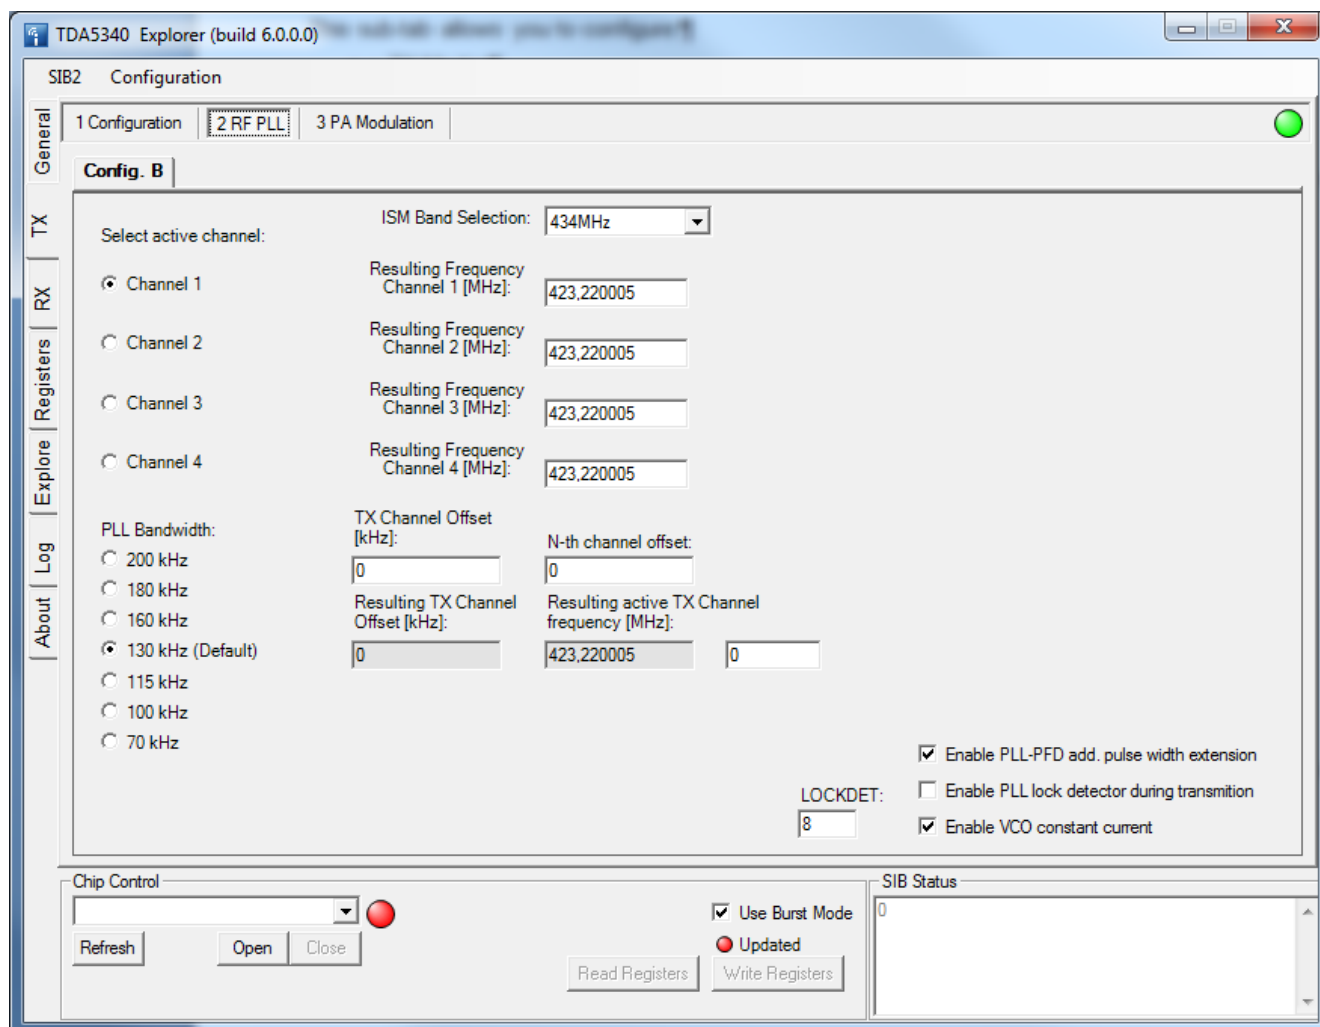 This sub-tab allows you to configure¶
TDA5340 Explorer (build 6.0.0.0)
SIB2 Configuration
General
TX
RX
Registers
Explore
Log
About
1 Configuration 2 RF PLL 3 PA Modulation
Config. B
Select active channel:
ISM Band Selection: 434MHz
Channel 1
Resulting Frequency
Channel 1 [MHz]: 423,220005
Channel 2
Resulting Frequency
Channel 2 [MHz]: 423,220005
Channel 3
Resulting Frequency
Channel 3 [MHz]: 423,220005
Channel 4
Resulting Frequency
Channel 4 [MHz]: 423,220005
PLL Bandwidth:
200 kHz
180 kHz
160 kHz
130 kHz (Default)
115 kHz
100 kHz
70 kHz
TX Channel Offset
[kHz]:
0
N-th channel offset:
0
Resulting TX Channel
Offset [kHz]:
0
Resulting active TX Channel
frequency [MHz]:
423,220005 0
LOCKDET:
8
Enable PLL-PFD add. pulse width extension
Enable PLL lock detector during transmition
Enable VCO constant current
Chip Control
Refresh Open Close
Use Burst Mode
Updated
Read Registers Write Registers
SIB Status
0